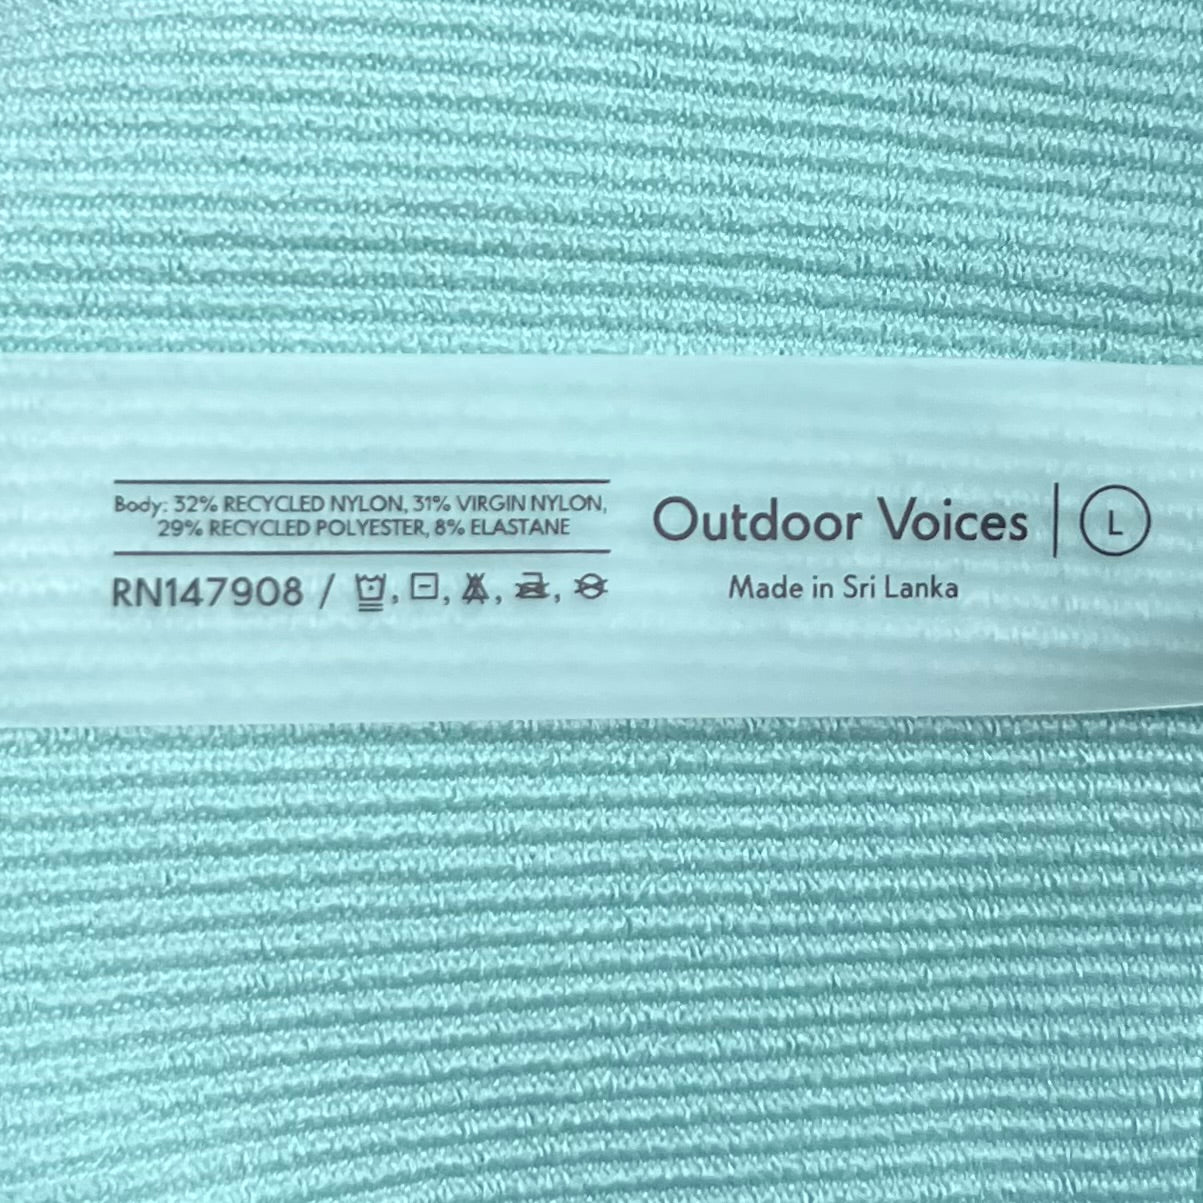 Body: 32% RECYCLED NYLON, 31% VIRGIN NYLON,
29% RECYCLED POLYESTER, 8% ELASTANE
RN147908 /
Outdoor Voices | L
Made in Sri Lanka